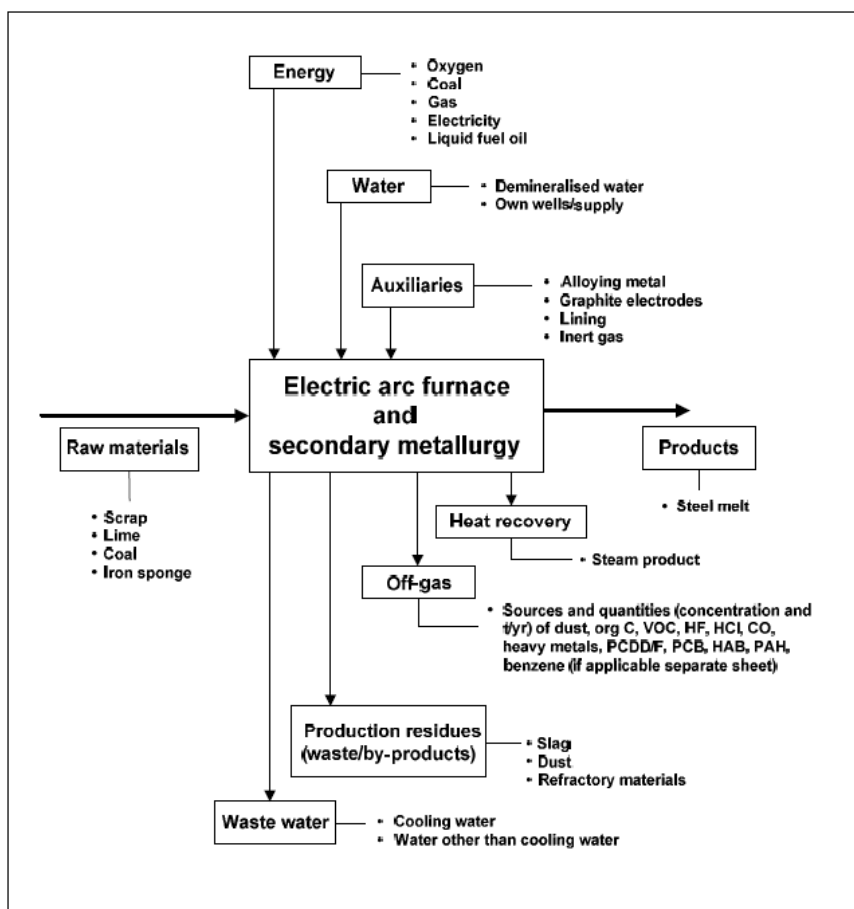 Energy
• Oxygen
• Coal
• Gas
• Electricity
• Liquid fuel oil
Water
• Demineralised water
• Own wells/supply
Auxiliaries
• Alloying metal
• Graphite electrodes
• Lining
• Inert gas
Electric arc furnace
and
secondary metallurgy
Raw materials
• Scrap
• Lime
• Coal
• Iron sponge
Products
• Steel melt
Heat recovery
• Steam product
Off-gas
• Sources and quantities (concentration and
t/yr) of dust, org C, VOC, HF, HCl, CO,
heavy metals, PCDD/F, PCB, HAB, PAH,
benzene (if applicable separate sheet)
Production residues
(waste/by-products)
• Slag
• Dust
• Refractory materials
Waste water
• Cooling water
• Water other than cooling water